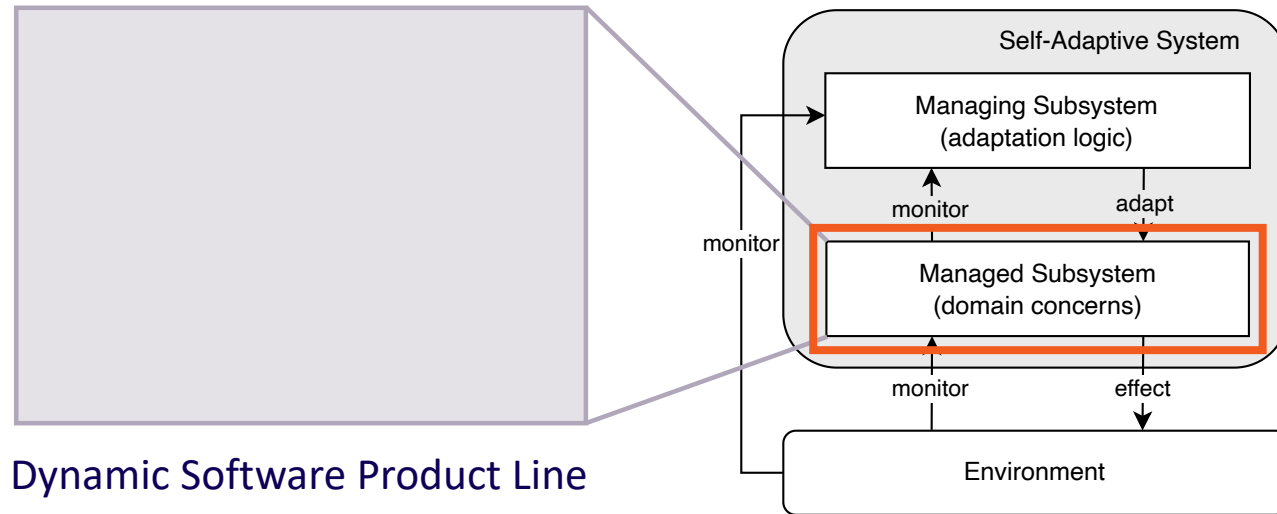 Self-Adaptive System
Managing Subsystem
(adaptation logic)
monitor
adapt
monitor
Managed Subsystem
(domain concerns)
monitor
effect
Dynamic Software Product Line
Environment